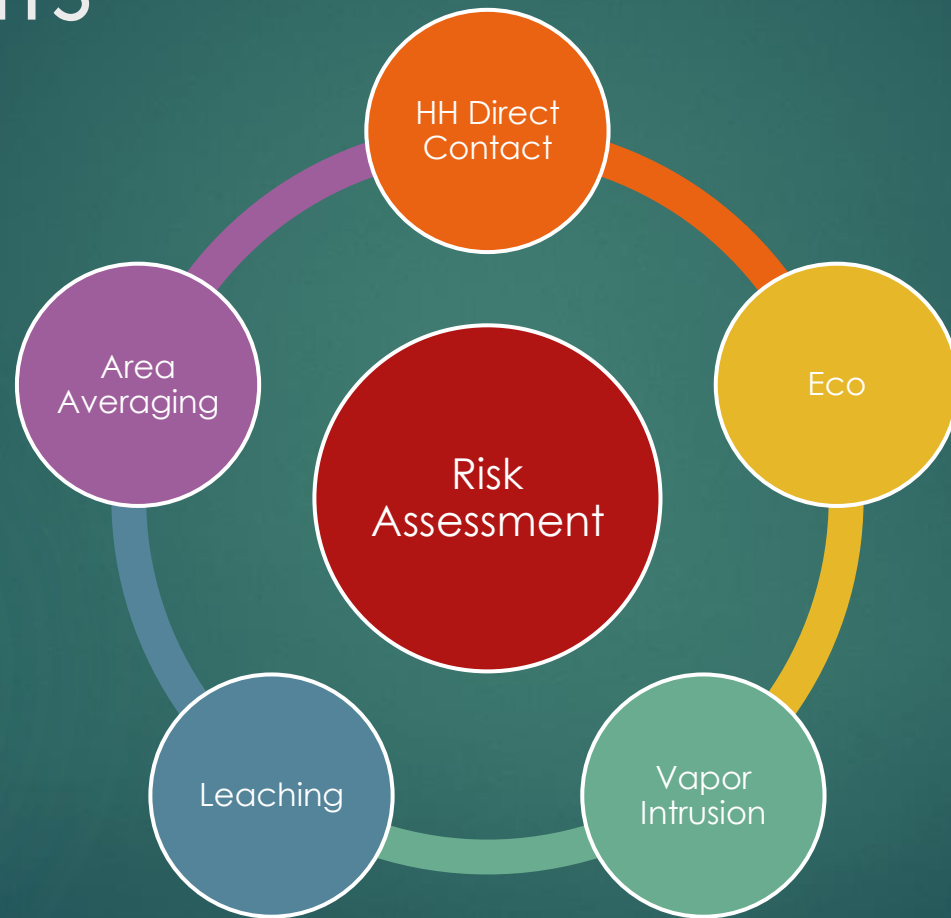 HH Direct
Contact
Area
Averaging
Eco
Risk
Assessment
Leaching
Vapor
Intrusion